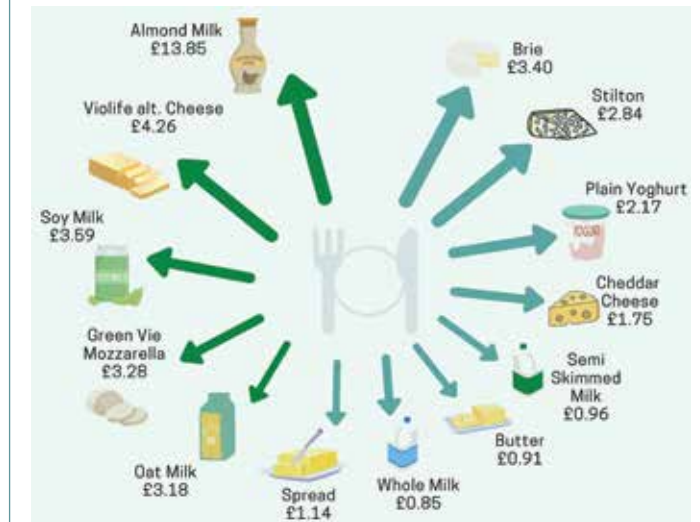 Almond Milk
£13.85
Brie
£3.40
Violife alt. Cheese
£4.26
Stilton
£2.84
Soy Milk
£3.59
Plain Yoghurt
£2.17
Green Vie
Mozzarella
£3.28
Cheddar
Cheese
£1.75
Oat Milk
£3.18
Semi
Skimmed
Milk
£0.96
Spread
£1.14
Whole Milk
£0.85
Butter
£0.91